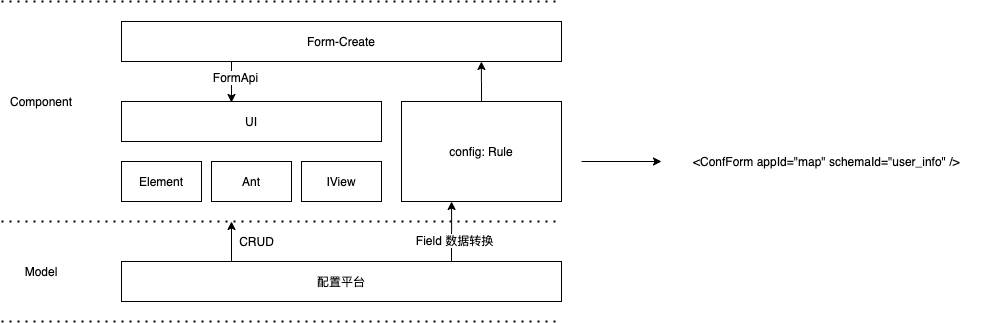 Form-Create
FormApi
Component
UI
config: Rule
<ConfForm appId="map" schemaId="user_info" />
Element
Ant
IView
CRUD
Field 数据转换
Model
配置平台